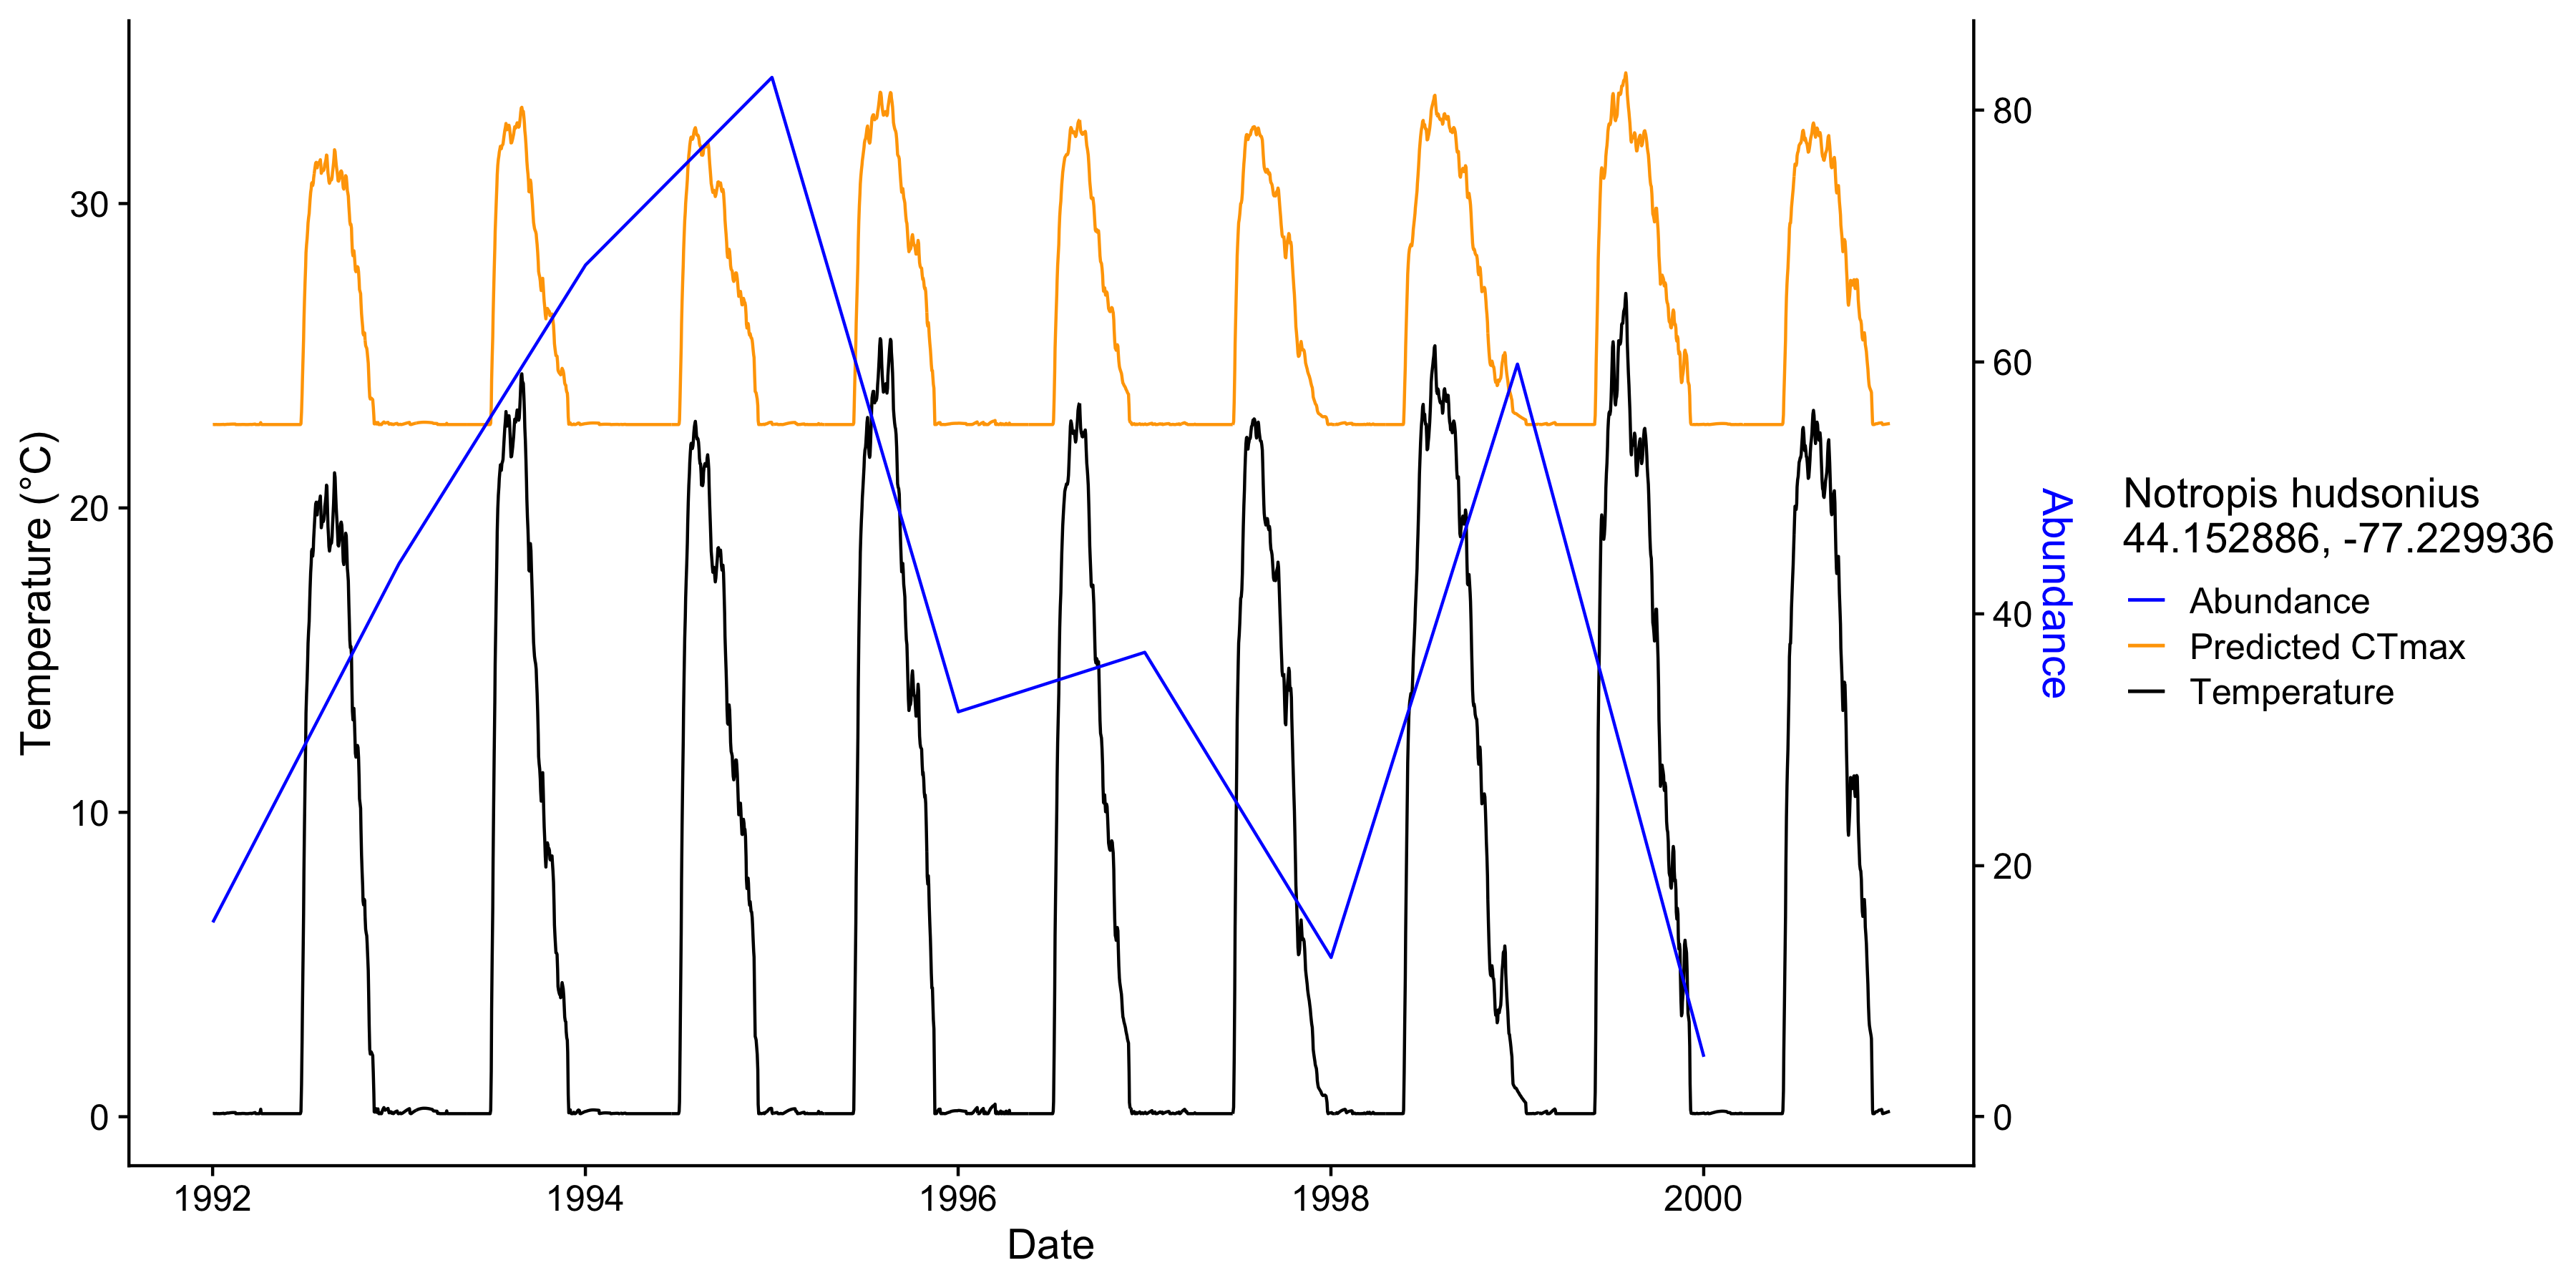 Temperature (°C)
30
20
10
0
1992
1994
1996
1998
2000
Date
80
60
40
20
0
Abundance
Notropis hudsonius
44.152886, -77.229936
Abundance
Predicted CTmax
Temperature